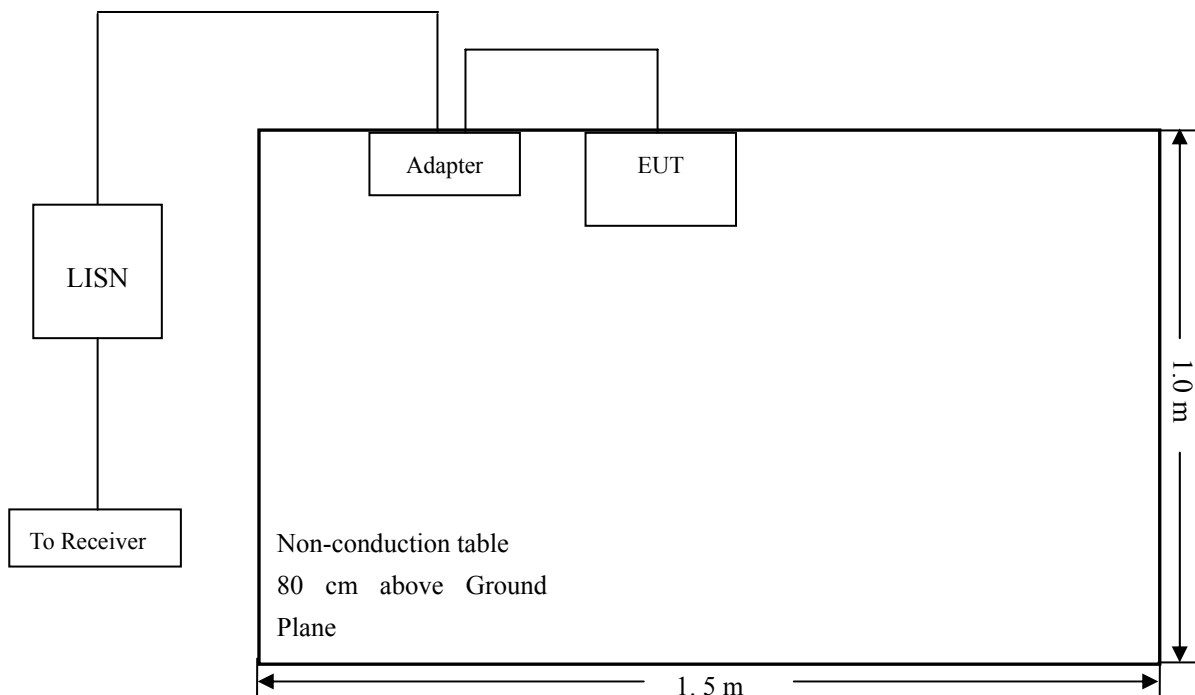 Adapter
EUT
LISN
To Receiver
Non-conduction table
80 cm above Ground
Plane
1.0 m
1. 5 m